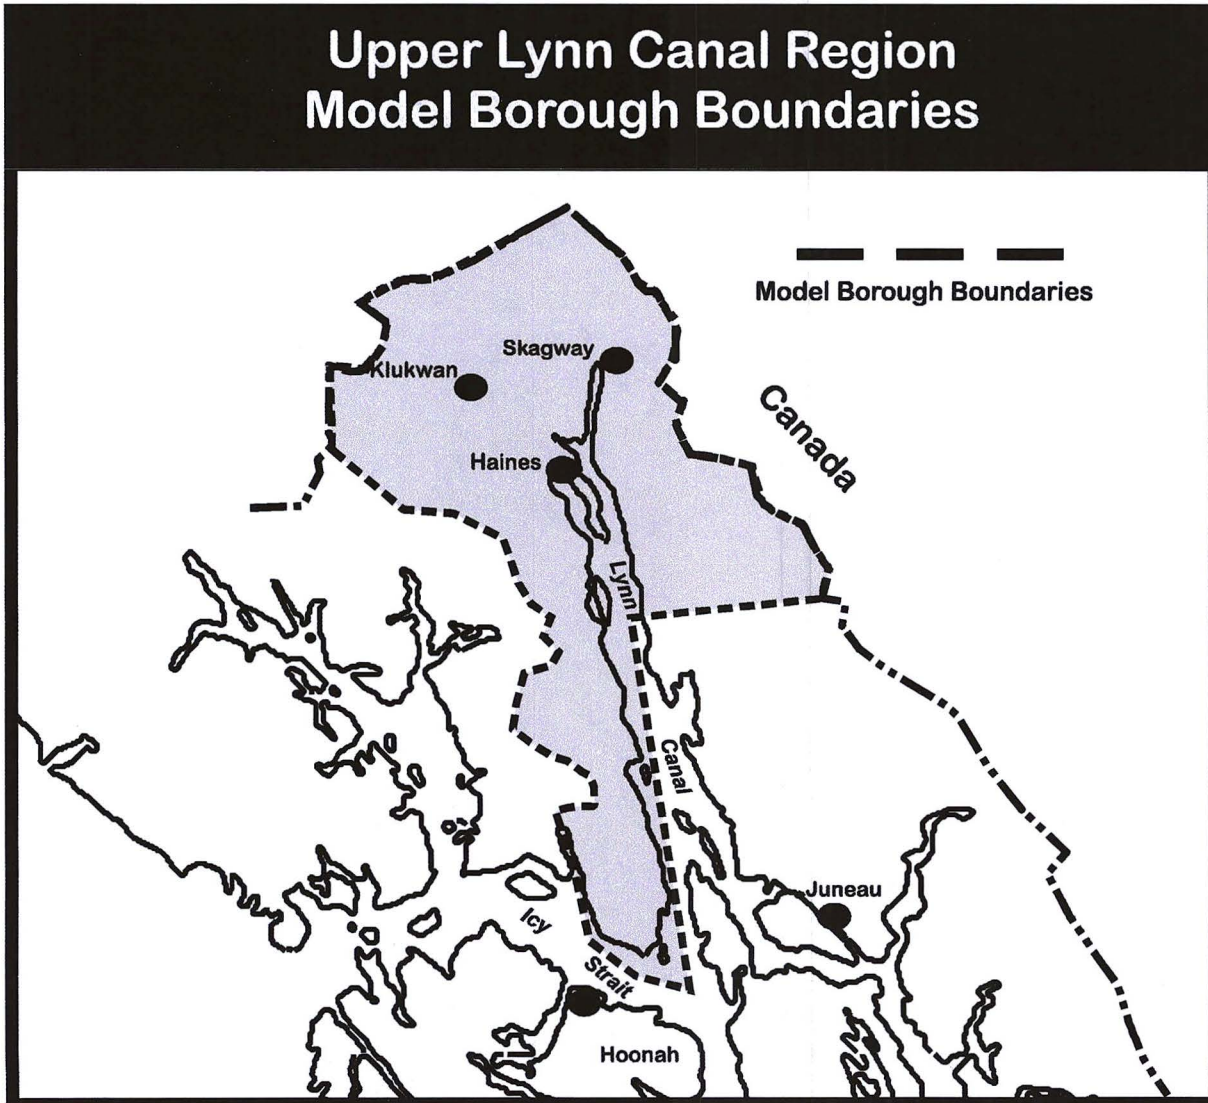 Upper Lynn Canal Region
Model Borough Boundaries
Model Borough Boundaries
Skagway
Klukwan
Canada
Haines
Lynn
Canal
Juneau
Icy
Strait
Hoonah